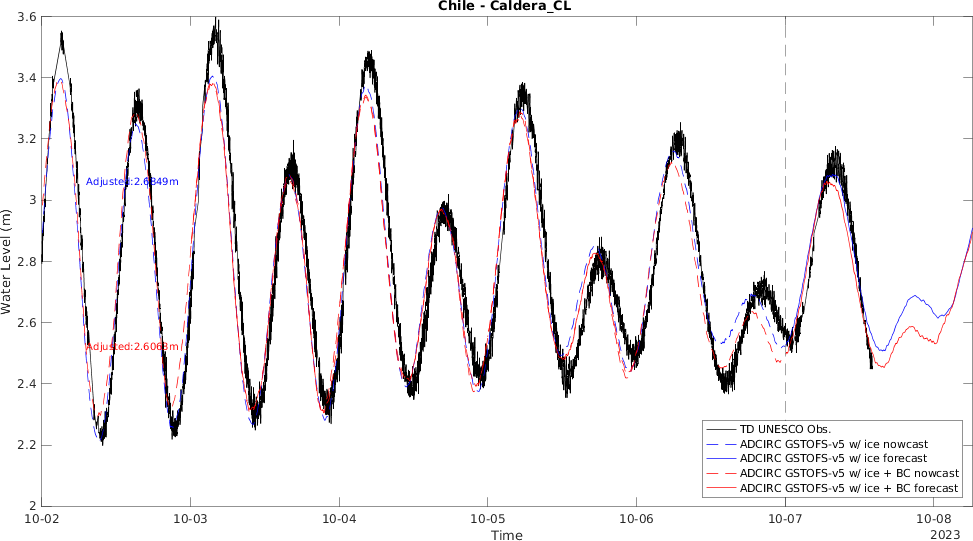 Chile - Caldera_CL
3.6
3.4
3.2
3
2.8
2.6
2.4
2.2
2
Water Level (m)
Adjusted:2.6849m
Adjusted:2.6063m
TD UNESCO Obs.
ADCIRC GSTOFS-v5 w/ ice nowcast
ADCIRC GSTOFS-v5 w/ ice forecast
ADCIRC GSTOFS-v5 w/ ice + BC nowcast
ADCIRC GSTOFS-v5 w/ ice + BC forecast
10-02 10-03 10-04 10-05 10-06 10-07 10-08
Time
2023